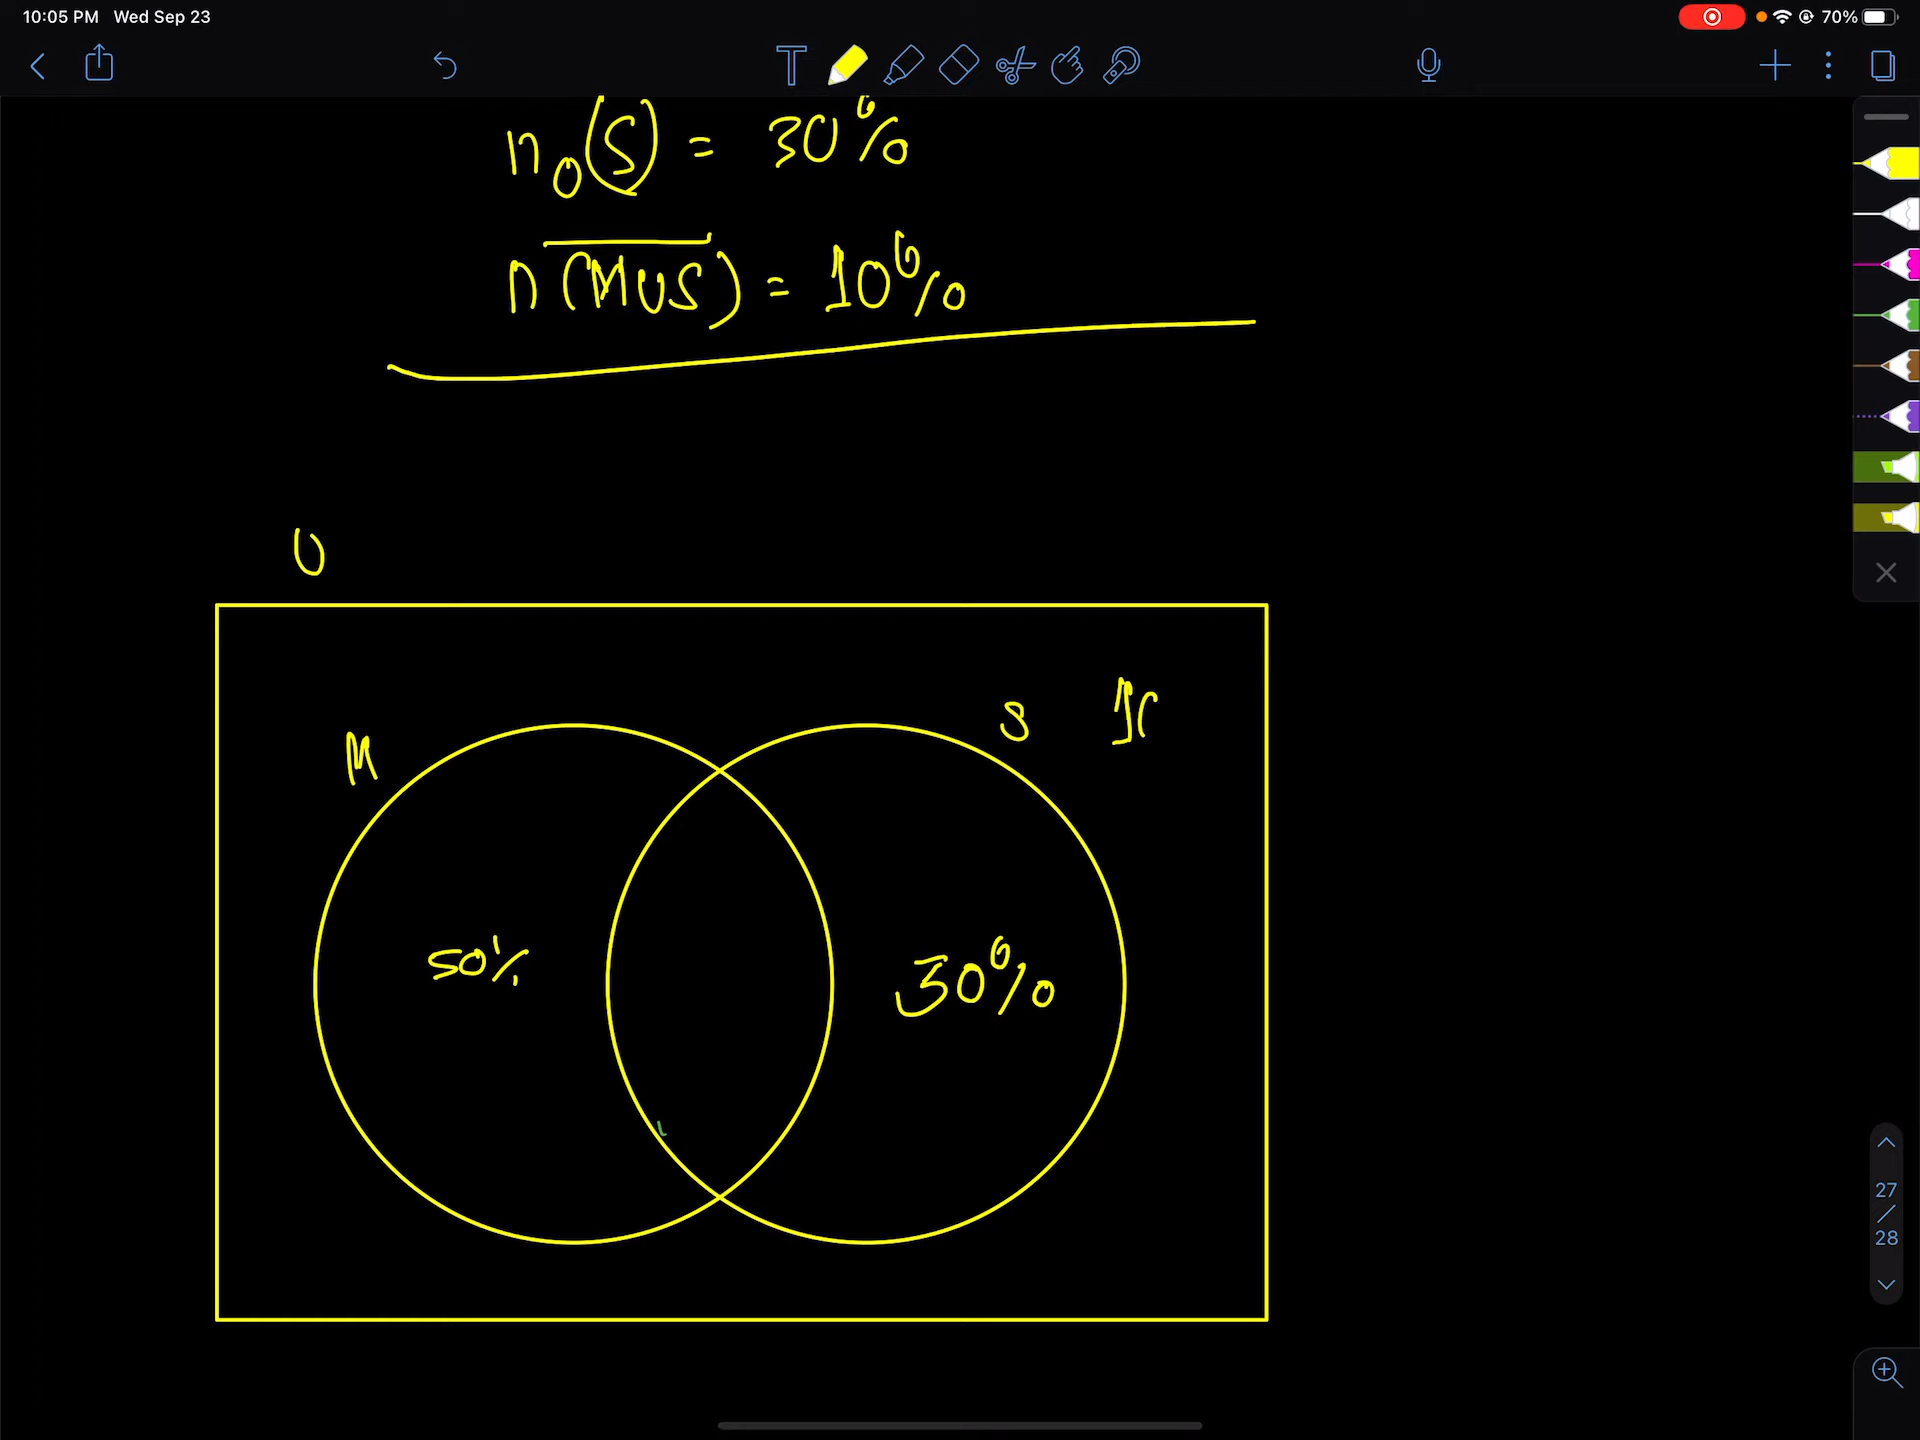 10:05 PM Wed Sep 23
70%
n₀(S) = 30%
n(M∪S) = 10%
U
M
S
50%
30%
27
/
28